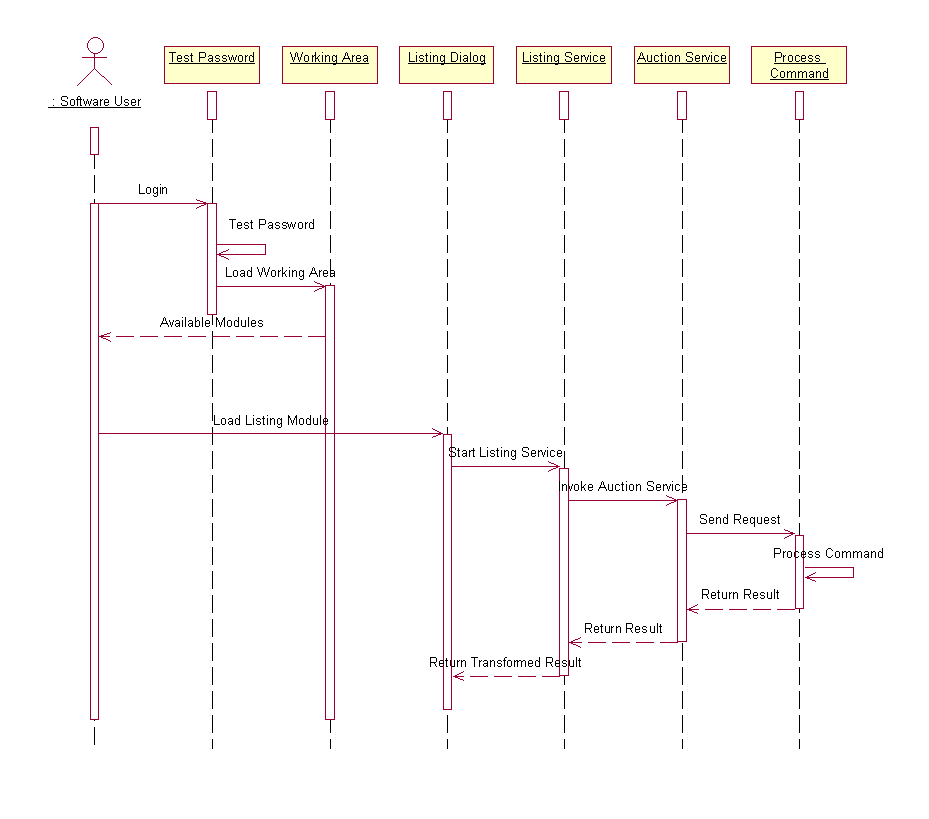 Test Password
Working Area
Listing Dialog
Listing Service
Auction Service
Process
Command
: Software User
Login
Test Password
Load Working Area
Available Modules
Load Listing Module
Start Listing Service
Invoke Auction Service
Send Request
Process Command
Return Result
Return Result
Return Transformed Result